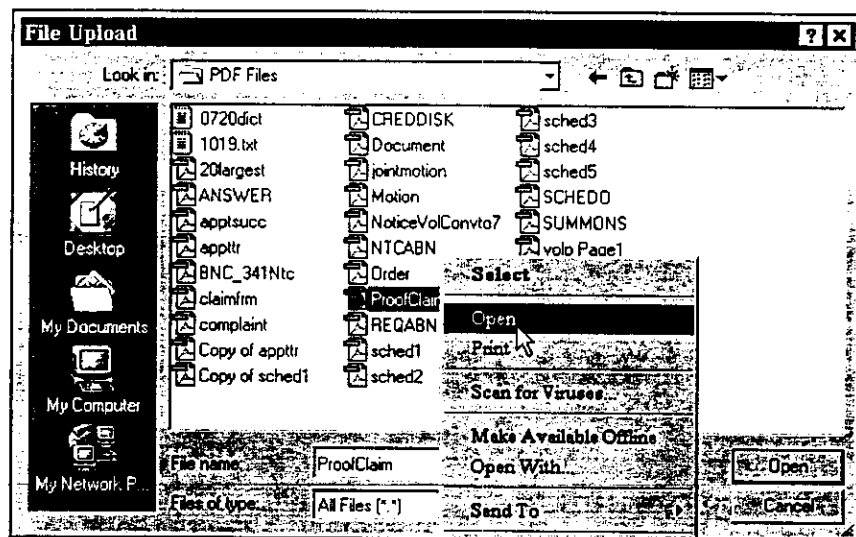 File Upload
Look in: PDF Files
History
Desktop
My Documents
My Computer
My Network P...
0720dict
1019.txt
20largest
ANSWER
apptsucc
appttr
BNC_341Ntc
claimfrm
complaint
Copy of appttr
Copy of sched1
CREDDISK
Document
jointmotion
Motion
NoticeVolConvto7
NTCABN
Order
ProofClaim
REQABN
sched1
sched2
sched3
sched4
sched5
SCHEDO
SUMMONS
volp Page1
Select
Open
Print
Scan for Viruses...
Make Available Offline
Open With...
Send To
File name: ProofClaim
Open
Files of type: All Files (*.*)
Cancel